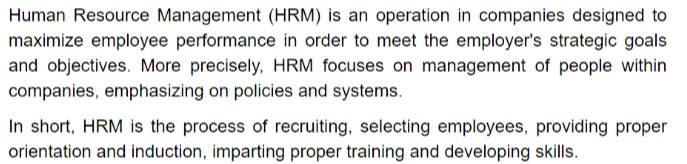 Human Resource Management (HRM) is an operation in companies designed to
maximize employee performance in order to meet the employer's strategic goals
and objectives. More precisely, HRM focuses on management of people within
companies, emphasizing on policies and systems.
In short, HRM is the process of recruiting, selecting employees, providing proper
orientation and induction, imparting proper training and developing skills.